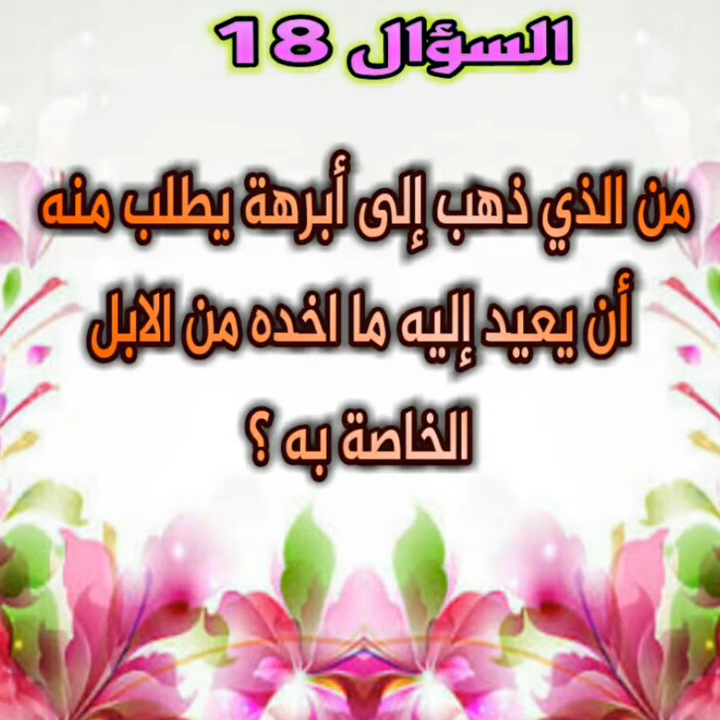 السؤال 18
من الذي ذهب إلى أبرهة يطلب منه
أن يعيد إليه ما اخده من الابل
الخاصة به ؟